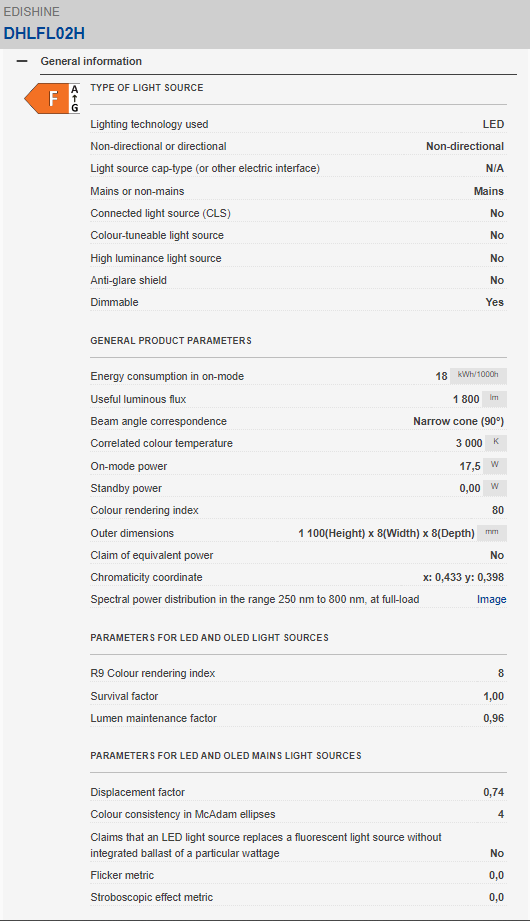 EDISHINE
DHLFL02H
General information
F
A
G
TYPE OF LIGHT SOURCE
Lighting technology used LED
Non-directional or directional Non-directional
Light source cap-type (or other electric interface) N/A
Mains or non-mains Mains
Connected light source (CLS) No
Colour-tuneable light source No
High luminance light source No
Anti-glare shield No
Dimmable Yes
GENERAL PRODUCT PARAMETERS
Energy consumption in on-mode 18 kWh/1000h
Useful luminous flux 1 800 lm
Beam angle correspondence Narrow cone (90°)
Correlated colour temperature 3 000 K
On-mode power 17,5 W
Standby power 0,00 W
Colour rendering index 80
Outer dimensions 1 100(Height) x 8(Width) x 8(Depth) mm
Claim of equivalent power No
Chromaticity coordinate x: 0,433 y: 0,398
Spectral power distribution in the range 250 nm to 800 nm, at full-load Image
PARAMETERS FOR LED AND OLED LIGHT SOURCES
R9 Colour rendering index 8
Survival factor 1,00
Lumen maintenance factor 0,96
PARAMETERS FOR LED AND OLED MAINS LIGHT SOURCES
Displacement factor 0,74
Colour consistency in McAdam ellipses 4
Claims that an LED light source replaces a fluorescent light source without
integrated ballast of a particular wattage No
Flicker metric 0,0
Stroboscopic effect metric 0,0